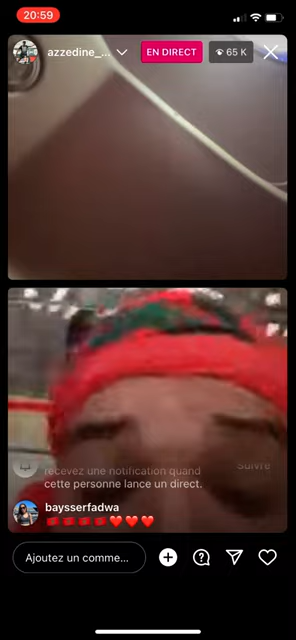 20:59
azzedine_...
EN DIRECT
65 K
recevez une notification quand
Suivre
cette personne lance un direct.
baysserfadwa
🇲🇦🇲🇦🇲🇦🇲🇦❤️❤️❤️
Ajoutez un comme...